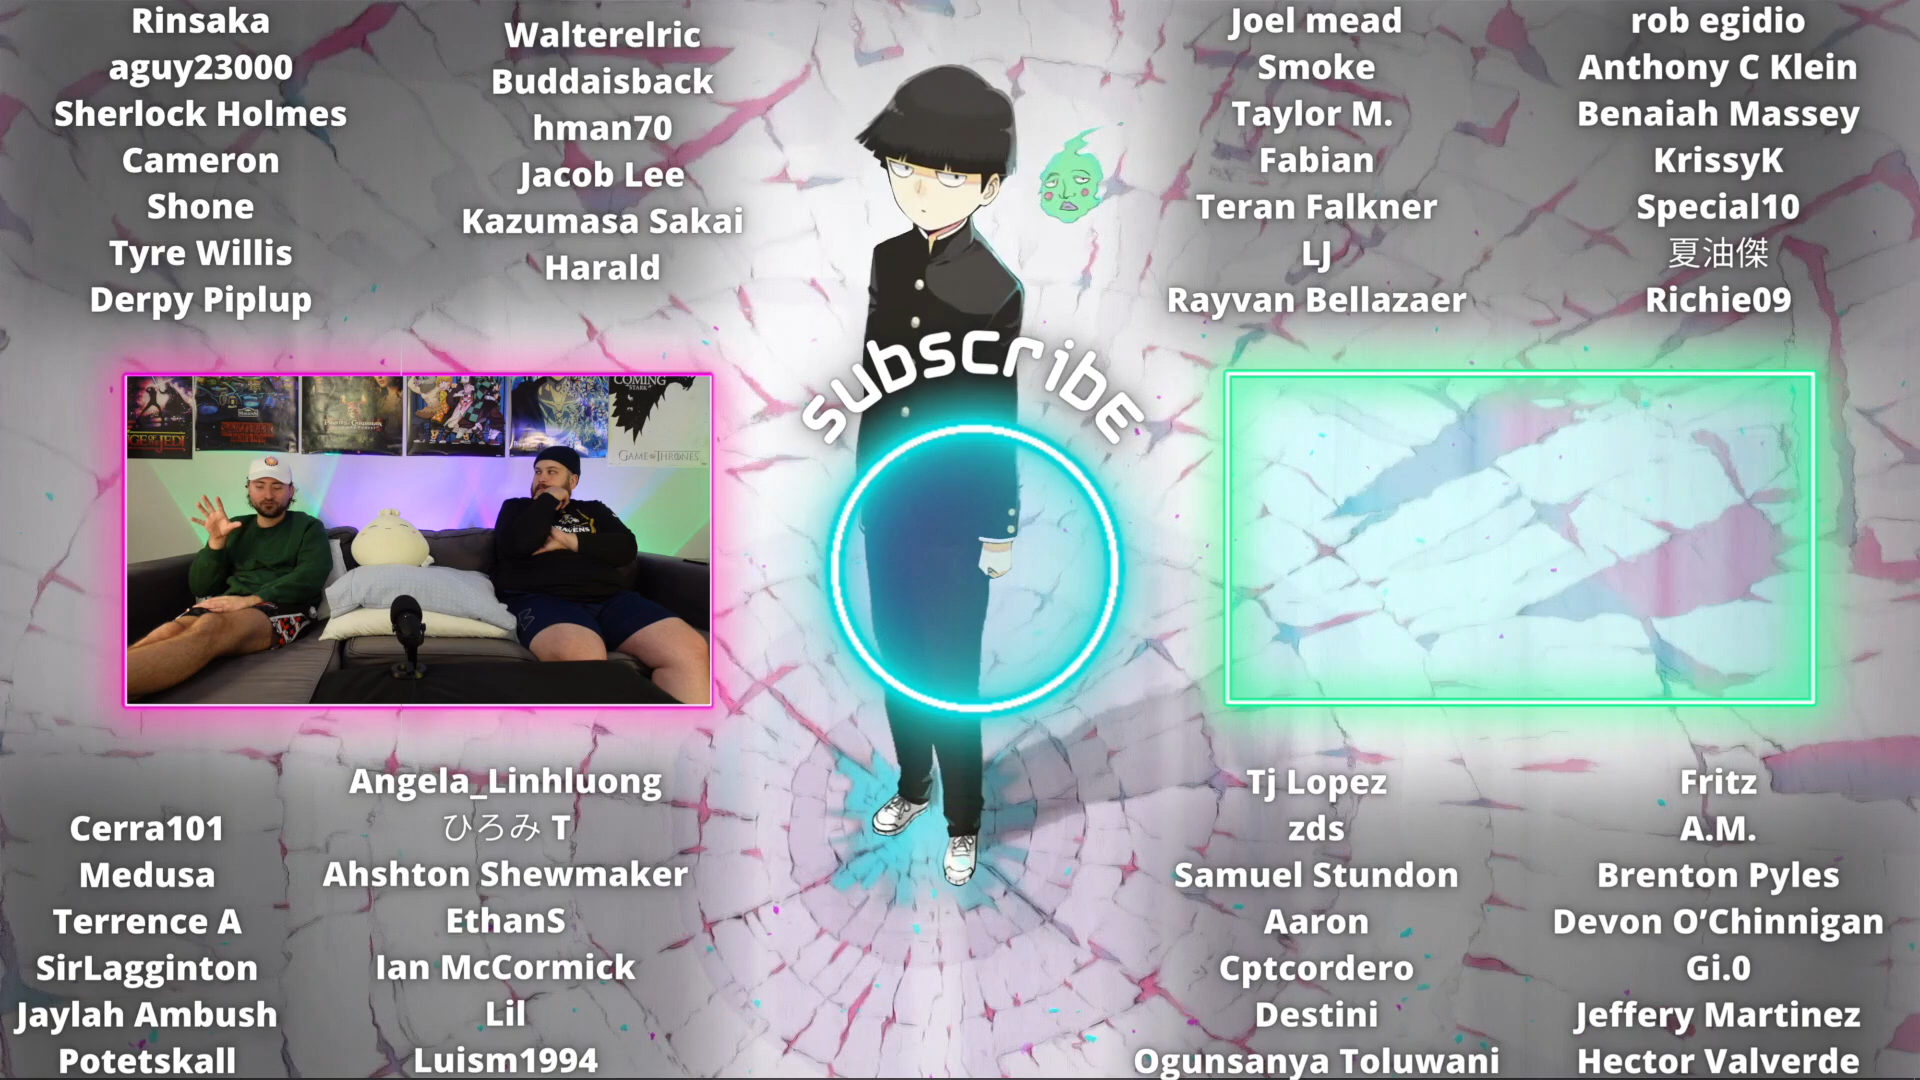 Rinsaka
aguy23000
Sherlock Holmes
Cameron
Shone
Tyre Willis
Derpy Piplup
Walterelric
Buddaisback
hman70
Jacob Lee
Kazumasa Sakai
Harald
Joel mead
Smoke
Taylor M.
Fabian
Teran Falkner
LJ
Rayvan Bellazaer
rob egidio
Anthony C Klein
Benaiah Massey
KrissyK
Special10
夏油傑
Richie09
subscribe
COMING
GAME OF THRONES
Cerra101
Medusa
Terrence A
SirLagginton
Jaylah Ambush
Potetskall
Angela_Linhluong
ひろみ T
Ahshton Shewmaker
EthanS
Ian McCormick
Lil
Luism1994
Tj Lopez
zds
Samuel Stundon
Aaron
Cptcordero
Destini
Ogunsanya Toluwani
Fritz
A.M.
Brenton Pyles
Devon O’Chinnigan
Gi.0
Jeffery Martinez
Hector Valverde